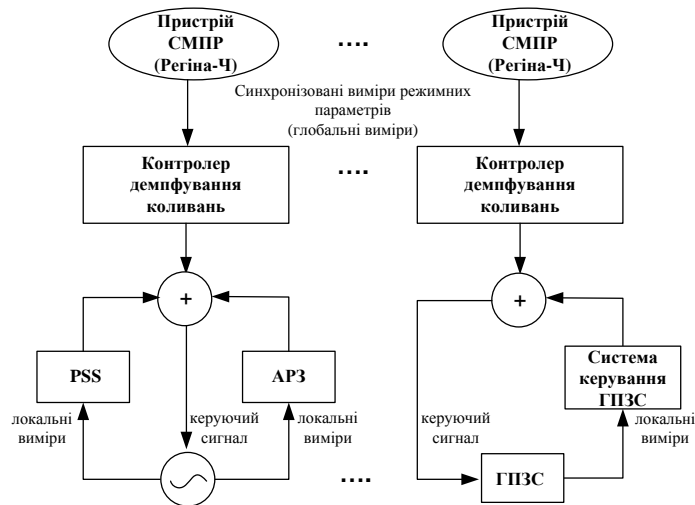 Пристрій
СМПР
(Регіна-Ч)
....
Пристрій
СМПР
(Регіна-Ч)
Синхронізовані виміри режимних
параметрів
(глобальні виміри)
Контролер
демпфування
коливань
....
Контролер
демпфування
коливань
+
+
PSS
АРЗ
Система
керування
ГПЗС
локальні
виміри
керуючий
сигнал
локальні
виміри
керуючий
сигнал
локальні
виміри
....
ГПЗС